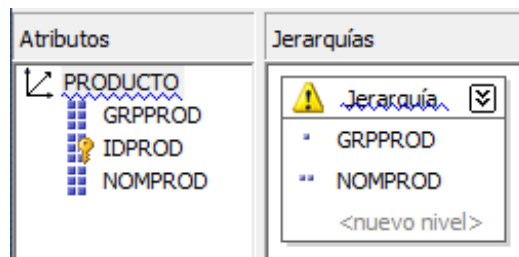 Atributos
PRODUCTO
GRPPROD
IDPROD
NOMPROD
Jerarquías
Jerarquía
GRPPROD
NOMPROD
<nuevo nivel>